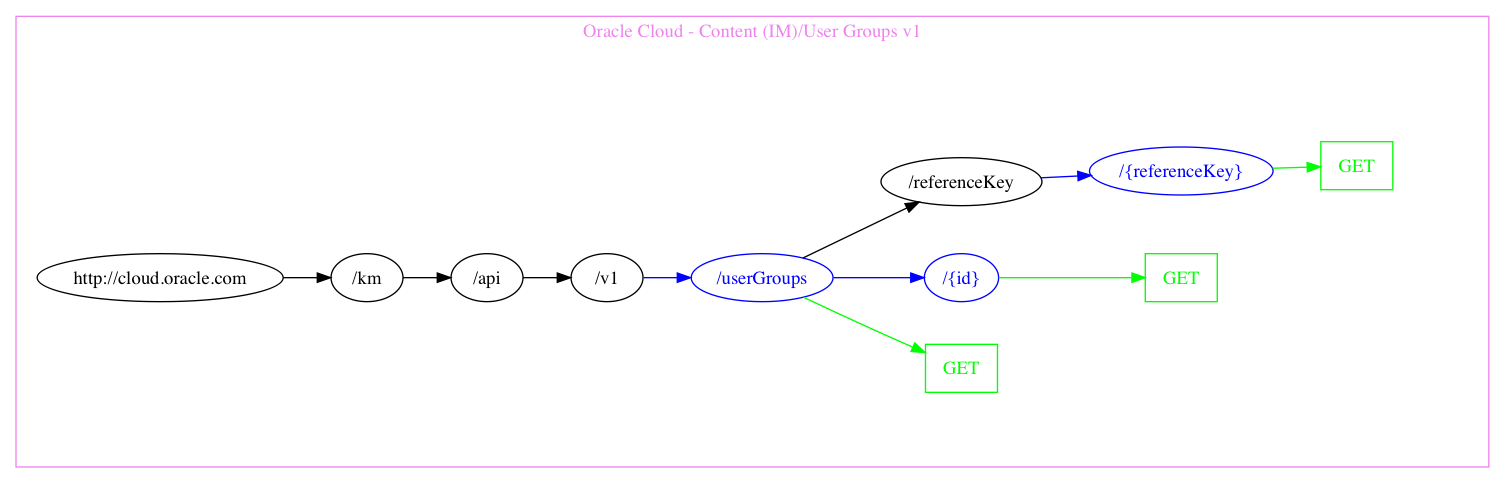 Oracle Cloud - Content (IM)/User Groups v1
http://cloud.oracle.com
/km
/api
/v1
/userGroups
/referenceKey
/{referenceKey}
GET
/{id}
GET
GET